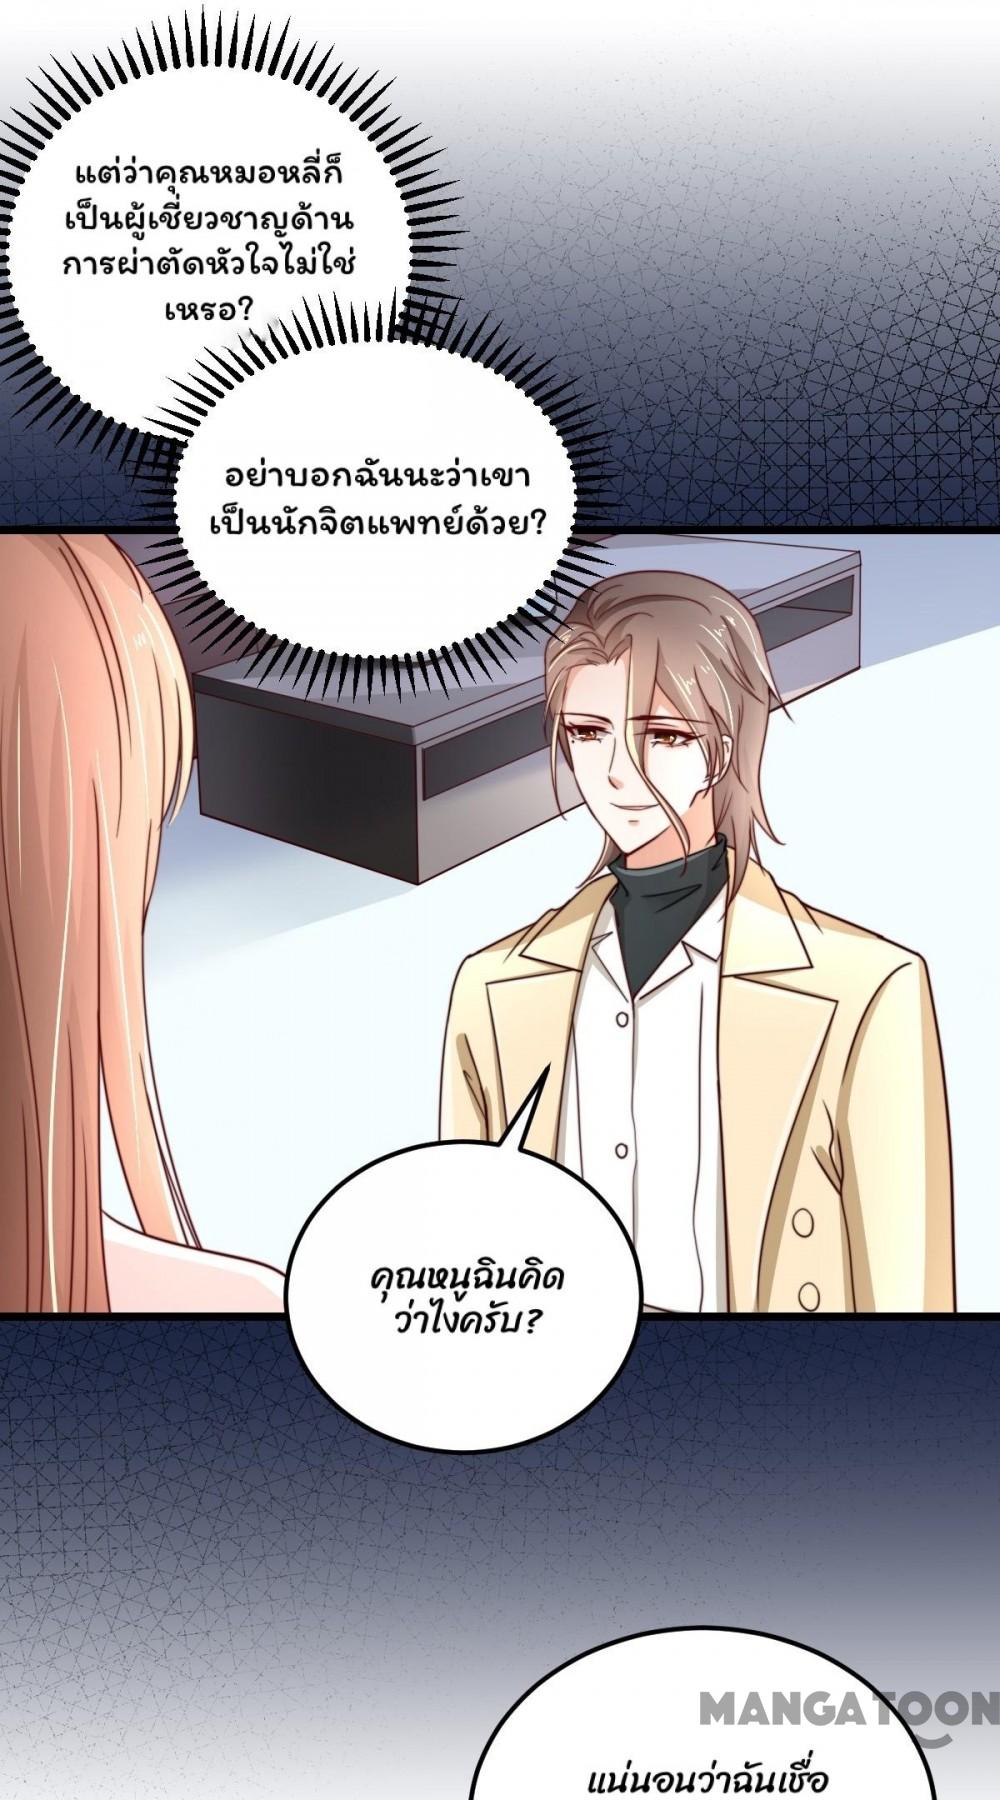 แต่ว่าคุณหมอหลี่ก็
เป็นผู้เชี่ยวชาญด้าน
การผ่าตัดหัวใจไม่ใช่
เหรอ?
อย่าบอกฉันนะว่าเขา
เป็นนักจิตแพทย์ด้วย?
คุณหนูฉินคิด
ว่าไงครับ?
MANGATOON
แน่นอนว่าฉันเชื่อ